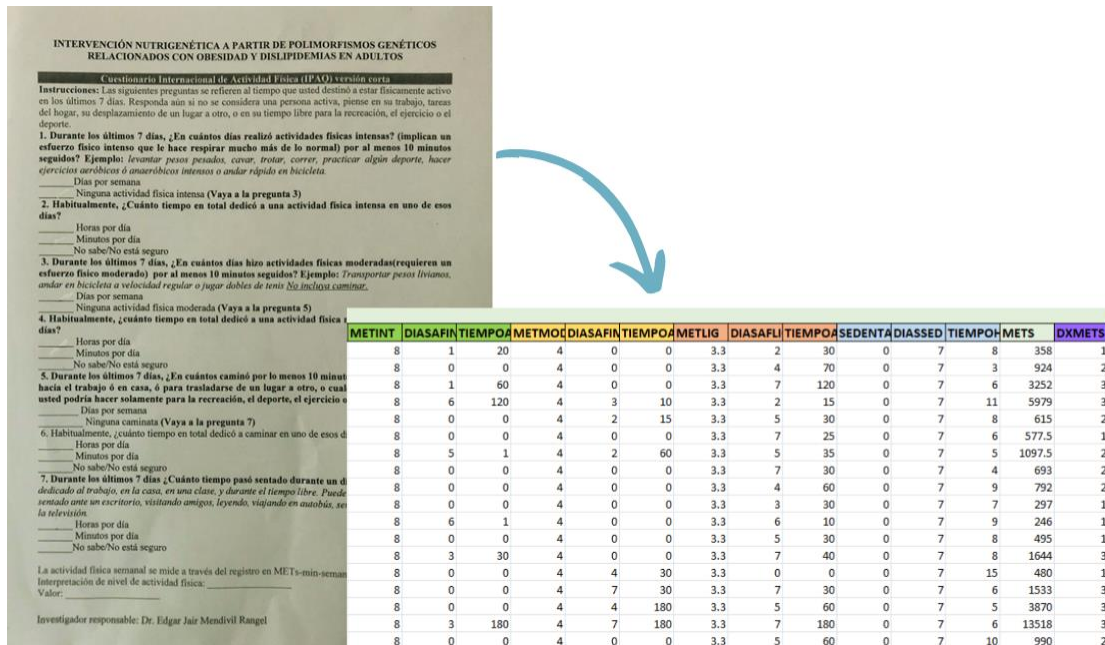 INTERVENCIÓN NUTRIGENÉTICA A PARTIR DE POLIMORFISMOS GENÉTICOS
RELACIONADOS CON OBESIDAD Y DISLIPIDEMIAS EN ADULTOS
Cuestionario Internacional de Actividad Física (IPAQ) versión corta
Instrucciones: Las siguientes preguntas se refieren al tiempo que usted destinó a estar físicamente activo
en los últimos 7 días. Responda aún si no se considera una persona activa, piense en su trabajo, tareas
del hogar, su desplazamiento de un lugar a otro, o en su tiempo libre para la recreación, el ejercicio o el
deporte.
1. Durante los últimos 7 días, ¿En cuántos días realizó actividades físicas intensas? (implican un
esfuerzo físico intenso que le hace respirar mucho más de lo normal) por al menos 10 minutos
seguidos? Ejemplo: levantar pesos pesados, cavar, trotar, correr, practicar algún deporte, hacer
ejercicios aeróbicos ó anaeróbicos intensos o andar rápido en bicicleta.
______ Días por semana
______ Ninguna actividad física intensa (Vaya a la pregunta 3)
2. Habitualmente, ¿Cuánto tiempo en total dedicó a una actividad física intensa en uno de esos
días?
______ Horas por día
______ Minutos por día
______ No sabe/No está seguro
3. Durante los últimos 7 días, ¿En cuántos días hizo actividades físicas moderadas(requieren un
esfuerzo físico moderado) por al menos 10 minutos seguidos? Ejemplo: Transportar pesos livianos,
andar en bicicleta a velocidad regular o jugar dobles de tenis No incluya caminar.
______ Días por semana
______ Ninguna actividad física moderada (Vaya a la pregunta 5)
4. Habitualmente, ¿cuánto tiempo en total dedicó a una actividad física
días?
______ Horas por día
______ Minutos por día
______ No sabe/No está seguro
5. Durante los últimos 7 días, ¿En cuántos caminó por lo menos 10 minut
hacia el trabajo ó en casa, ó para trasladarse de un lugar a otro, o cual
usted podría hacer solamente para la recreación, el deporte, el ejercicio o
______ Días por semana
______ Ninguna caminata (Vaya a la pregunta 7)
6. Habitualmente, ¿cuánto tiempo en total dedicó a caminar en uno de esos d
______ Horas por día
______ Minutos por día
______ No sabe/No está seguro
7. Durante los últimos 7 días ¿Cuánto tiempo pasó sentado durante un d
dedicado al trabajo, en la casa, en una clase, y durante el tiempo libre. Puede
sentado ante un escritorio, visitando amigos, leyendo, viajando en autobús, se
la televisión.
______ Horas por día
______ Minutos por día
______ No sabe/No está seguro
La actividad física semanal se mide a través del registro en METs-min-seman
Interpretación de nivel de actividad física: ______
Valor: ______
Investigador responsable: Dr. Edgar Jair Mendivil Rangel
METINT DIASAFIN TIEMPOA METMOD DIASAFIN TIEMPOA METLIG DIASAFLI TIEMPOA SEDENTA DIASSED TIEMPOH METS DXMETS
8 1 20 4 0 0 3.3 2 30 0 7 8 358 1
8 0 0 4 0 0 3.3 4 70 0 7 3 924 2
8 1 60 4 0 0 3.3 7 120 0 7 6 3252 3
8 6 120 4 3 10 3.3 2 15 0 7 11 5979 3
8 0 0 4 2 15 3.3 5 30 0 7 8 615 2
8 0 0 4 0 0 3.3 7 25 0 7 6 577.5 1
8 5 1 4 2 60 3.3 5 35 0 7 5 1097.5 2
8 0 0 4 0 0 3.3 7 30 0 7 4 693 2
8 0 0 4 0 0 3.3 4 60 0 7 9 792 2
8 0 0 4 0 0 3.3 3 30 0 7 7 297 1
8 6 1 4 0 0 3.3 6 10 0 7 9 246 1
8 0 0 4 0 0 3.3 5 30 0 7 8 495 1
8 3 30 4 0 0 3.3 7 40 0 7 8 1644 3
8 0 0 4 4 30 3.3 0 0 0 7 15 480 1
8 0 0 4 7 30 3.3 7 30 0 7 6 1533 3
8 0 0 4 4 180 3.3 5 60 0 7 5 3870 3
8 3 180 4 7 180 3.3 7 180 0 7 6 13518 3
8 0 0 4 0 0 3.3 5 60 0 7 10 990 2